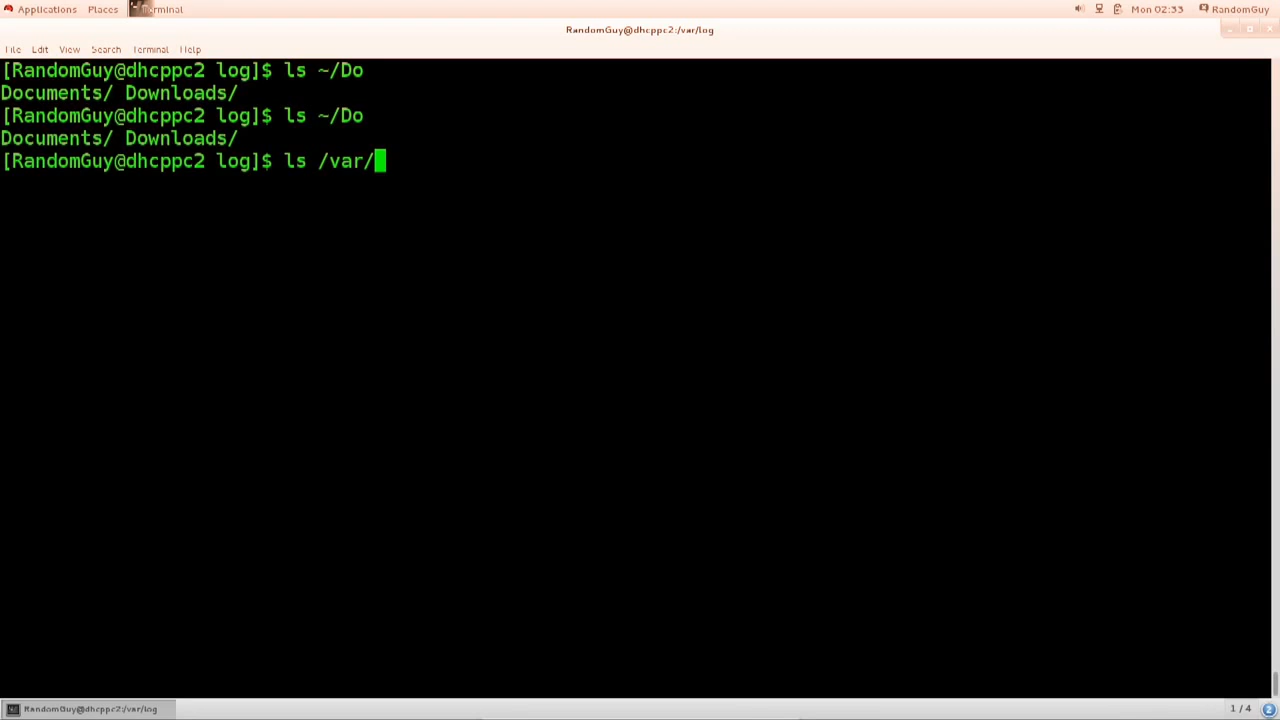 Applications Places Terminal Mon 02:33 RandomGuy
RandomGuy@dhcppc2:/var/log
File Edit View Search Terminal Help
[RandomGuy@dhcppc2 log]$ ls ~/Do
Documents/ Downloads/
[RandomGuy@dhcppc2 log]$ ls ~/Do
Documents/ Downloads/
[RandomGuy@dhcppc2 log]$ ls /var/
RandomGuy@dhcppc2:/var/log 1 / 4 2